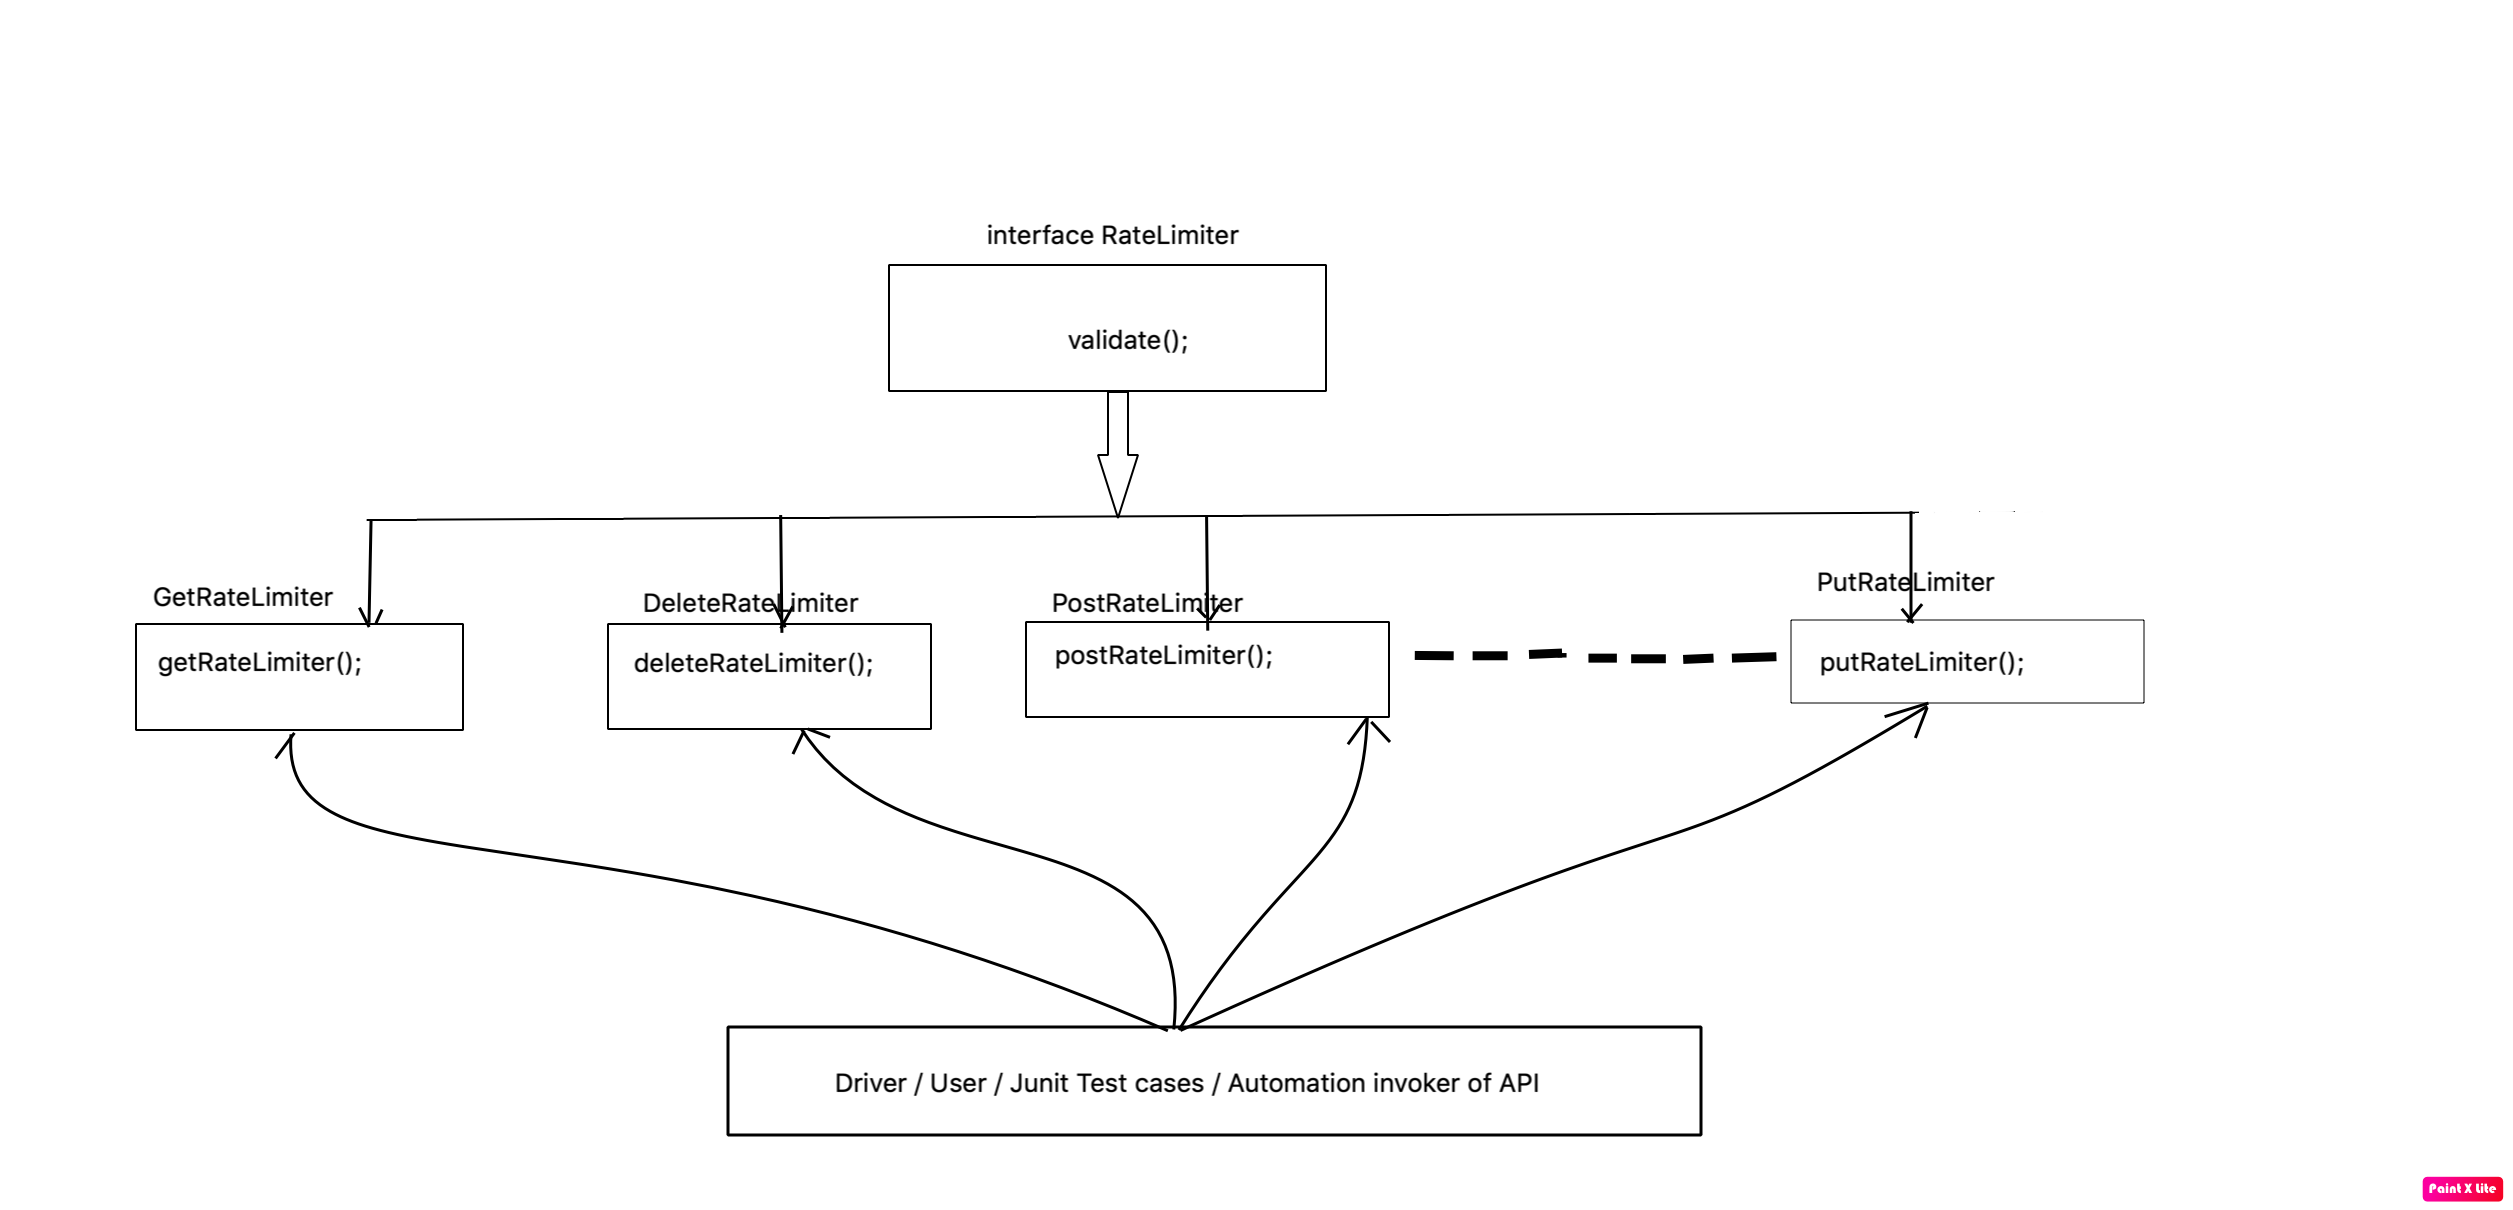 interface RateLimiter
validate();
GetRateLimiter
DeleteRateLimiter
PostRateLimiter
PutRateLimiter
getRateLimiter();
deleteRateLimiter();
postRateLimiter();
putRateLimiter();
Driver / User / Junit Test cases / Automation invoker of API
Paint X Lite